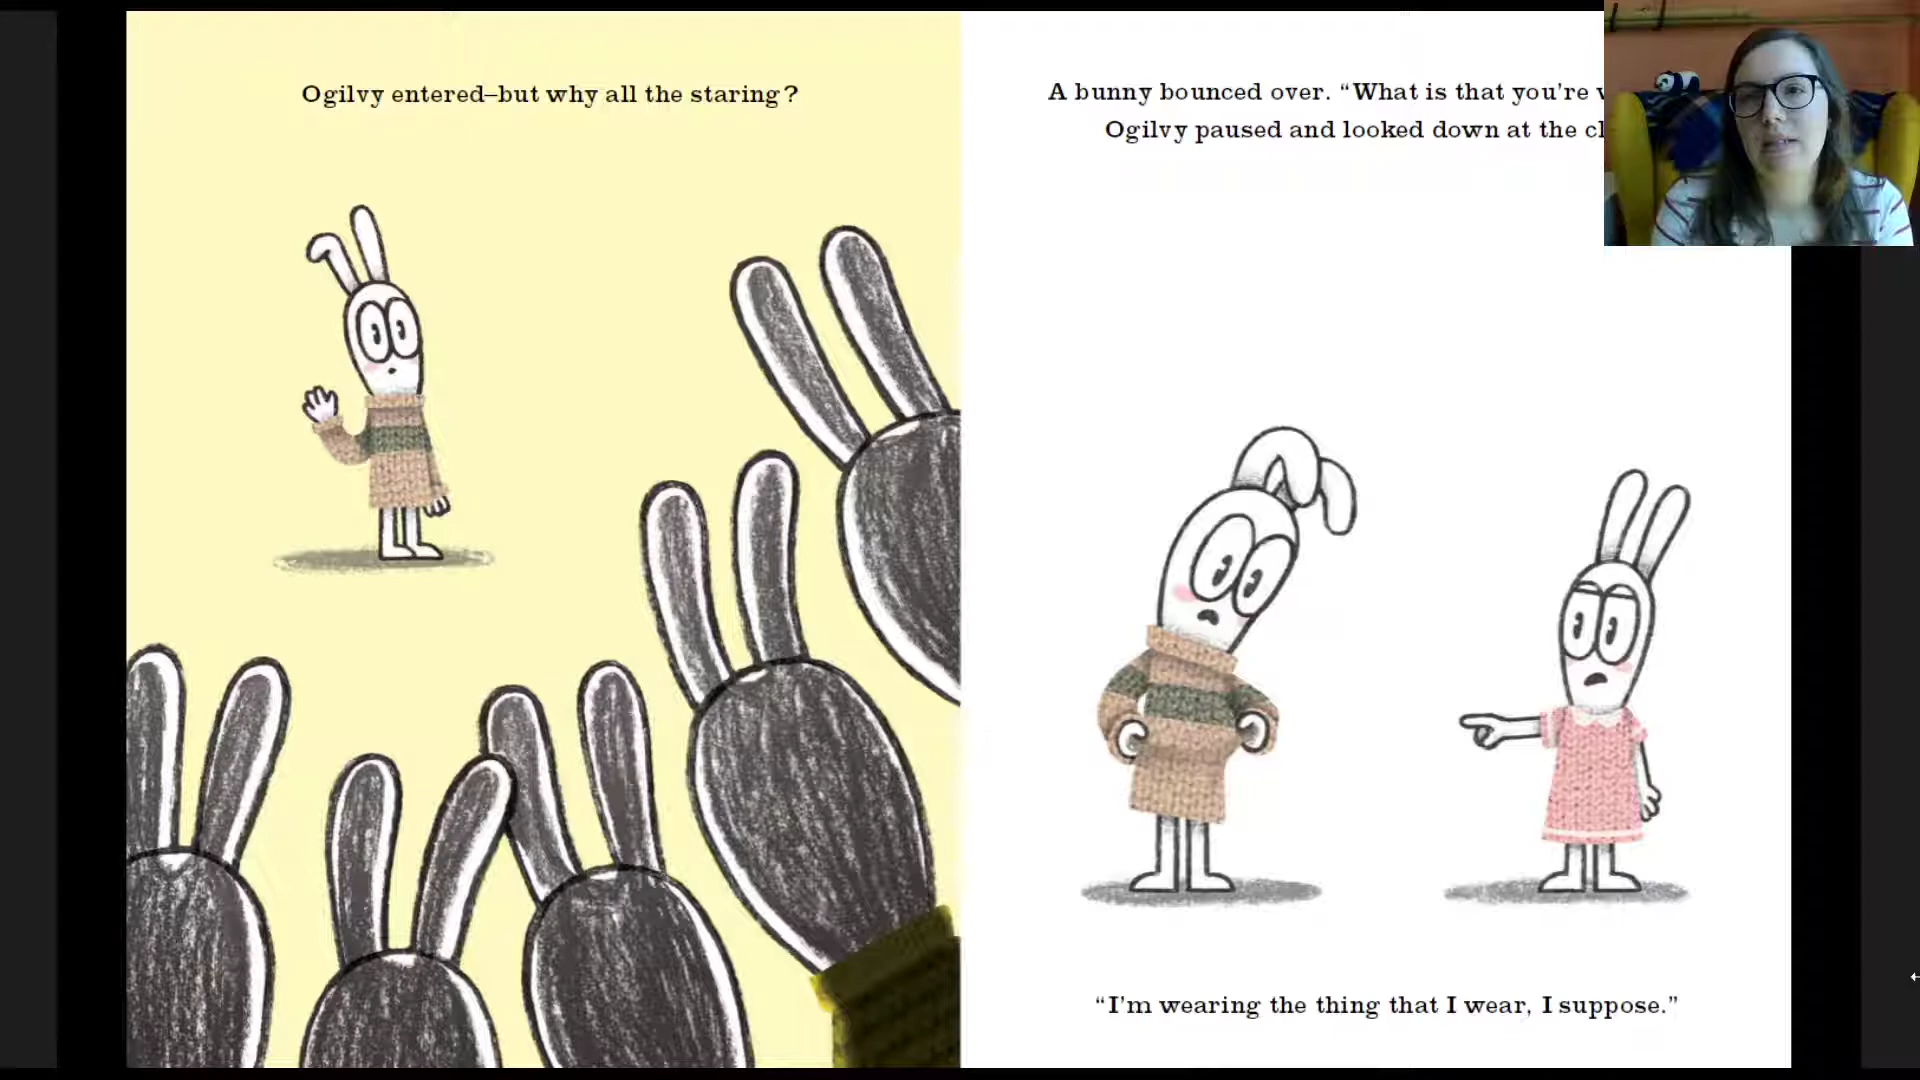 Ogilvy entered–but why all the staring?
A bunny bounced over. “What is that you’re
Ogilvy paused and looked down at the
“I’m wearing the thing that I wear, I suppose.”